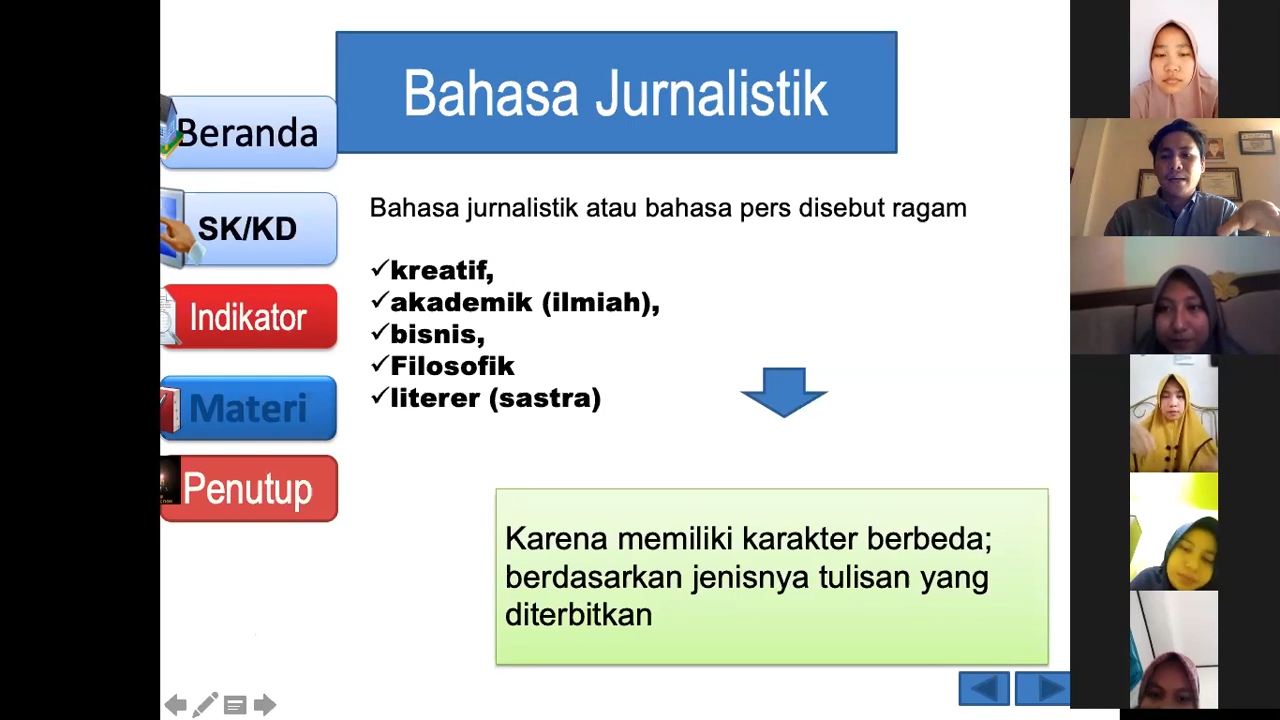 Bahasa Jurnalistik
Beranda
SK/KD
Indikator
Materi
Penutup
Bahasa jurnalistik atau bahasa pers disebut ragam
✓kreatif,
✓akademik (ilmiah),
✓bisnis,
✓Filosofik
✓literer (sastra)
Karena memiliki karakter berbeda;
berdasarkan jenisnya tulisan yang
diterbitkan